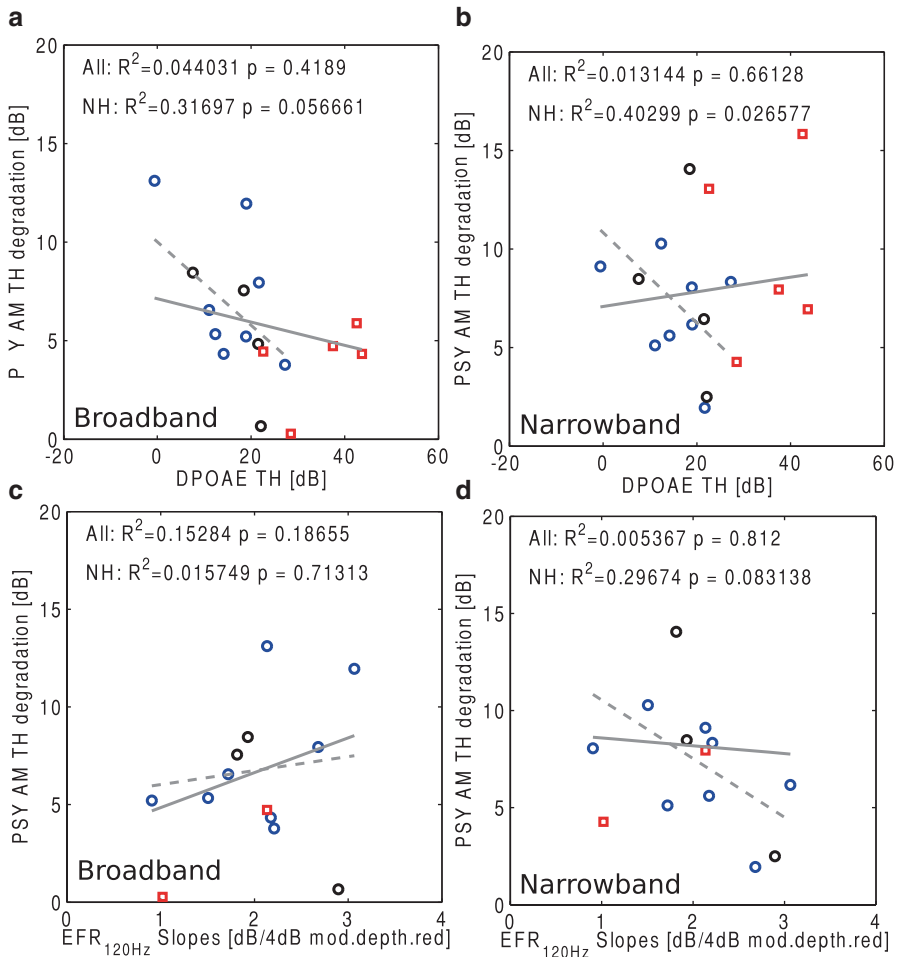 a
20
15
10
5
0
-20
0
20
40
60
P Y AM TH degradation [dB]
All: R²=0.044031 p = 0.4189
NH: R²=0.31697 p = 0.056661
Broadband
DPOAE TH [dB]
b
20
15
10
5
0
-20
0
20
40
60
PSY AM TH degradation [dB]
All: R²=0.013144 p = 0.66128
NH: R²=0.40299 p = 0.026577
Narrowband
DPOAE TH [dB]
c
20
15
10
5
0
0
1
2
3
4
PSY AM TH degradation [dB]
All: R²=0.15284 p = 0.18655
NH: R²=0.015749 p = 0.71313
Broadband
EFR120Hz Slopes [dB/4dB mod.depth.red]
d
20
15
10
5
0
0
1
2
3
4
PSY AM TH degradation [dB]
All: R²=0.005367 p = 0.812
NH: R²=0.29674 p = 0.083138
Narrowband
EFR120Hz Slopes [dB/4dB mod.depth.red]